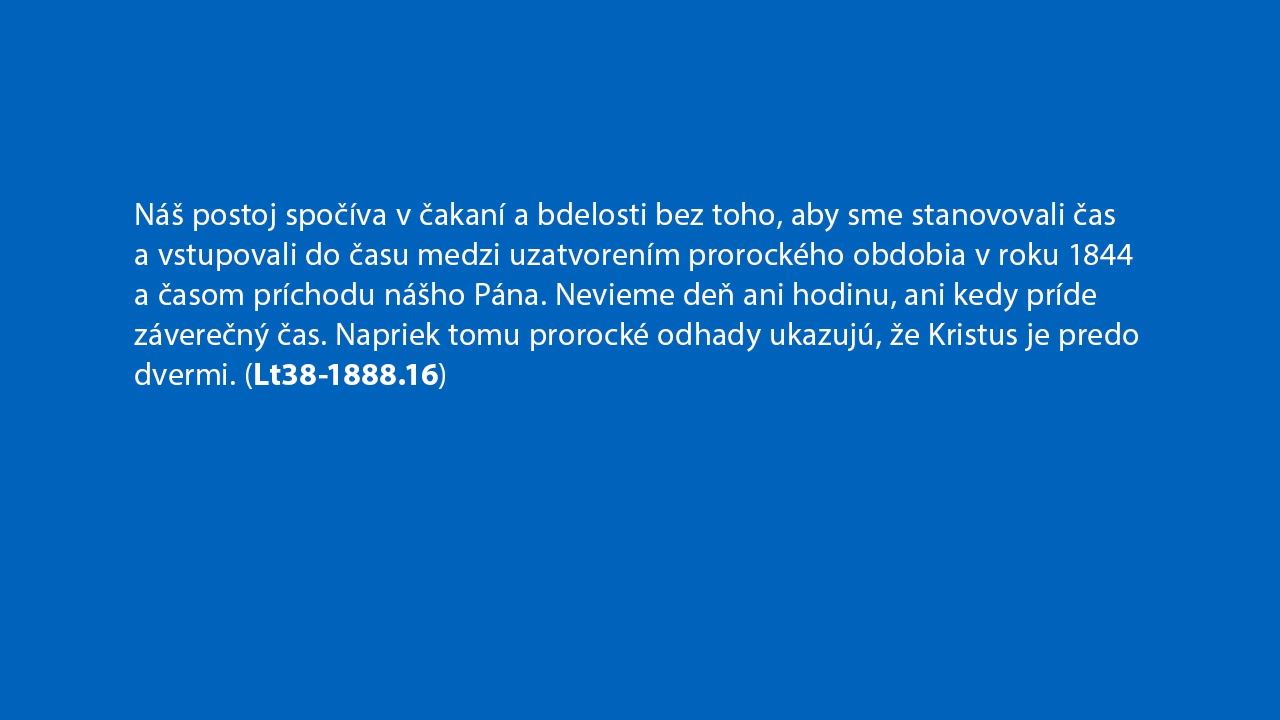 Náš postoj spočíva v čakaní a bdelosti bez toho, aby sme stanovovali čas
a vstupovali do času medzi uzatvorením prorockého obdobia v roku 1844
a časom príchodu nášho Pána. Nevieme deň ani hodinu, ani kedy príde
záverečný čas. Napriek tomu prorocké odhady ukazujú, že Kristus je predo
dvermi. (Lt38-1888.16)